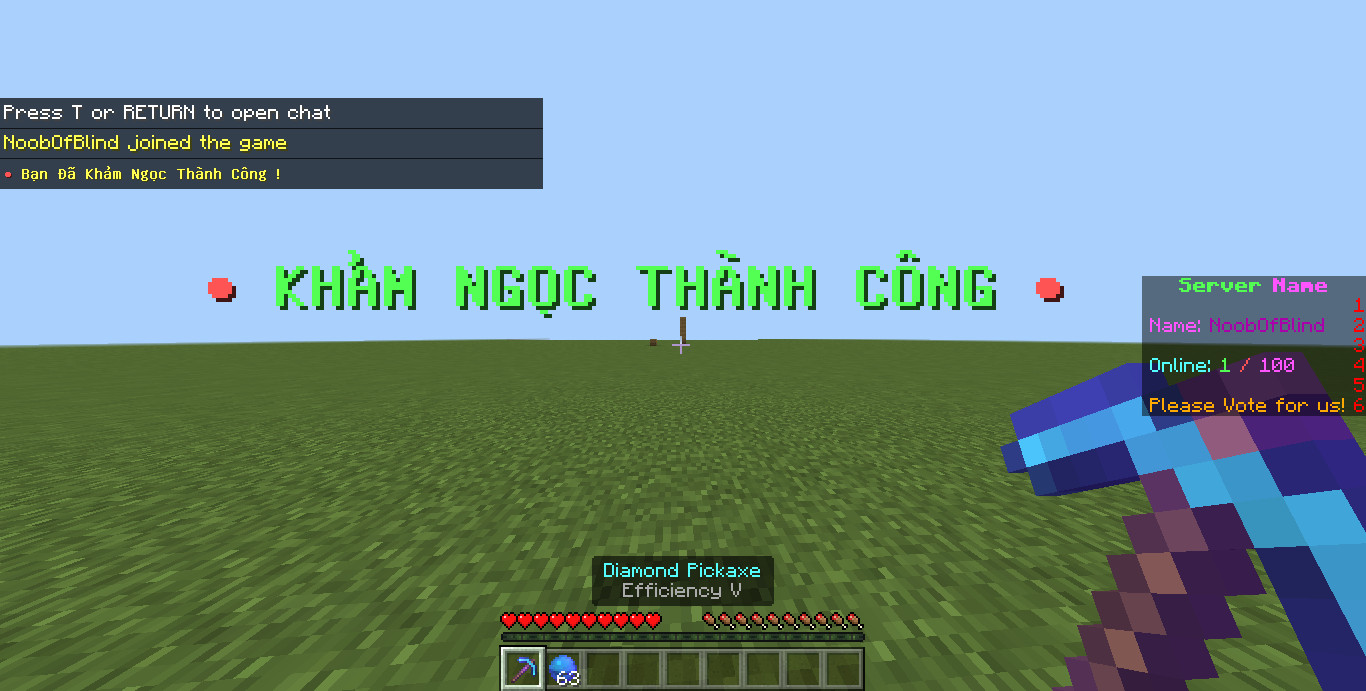 Press T or RETURN to open chat
NoobOfBlind joined the game
• Bạn Đã Khảm Ngọc Thành Công !
• KHẢM NGỌC THÀNH CÔNG •
Server Name
1
Name: NoobOfBlind 2
3
Online: 1 / 100 4
5
Please Vote for us! 6
Diamond Pickaxe
Efficiency V
63